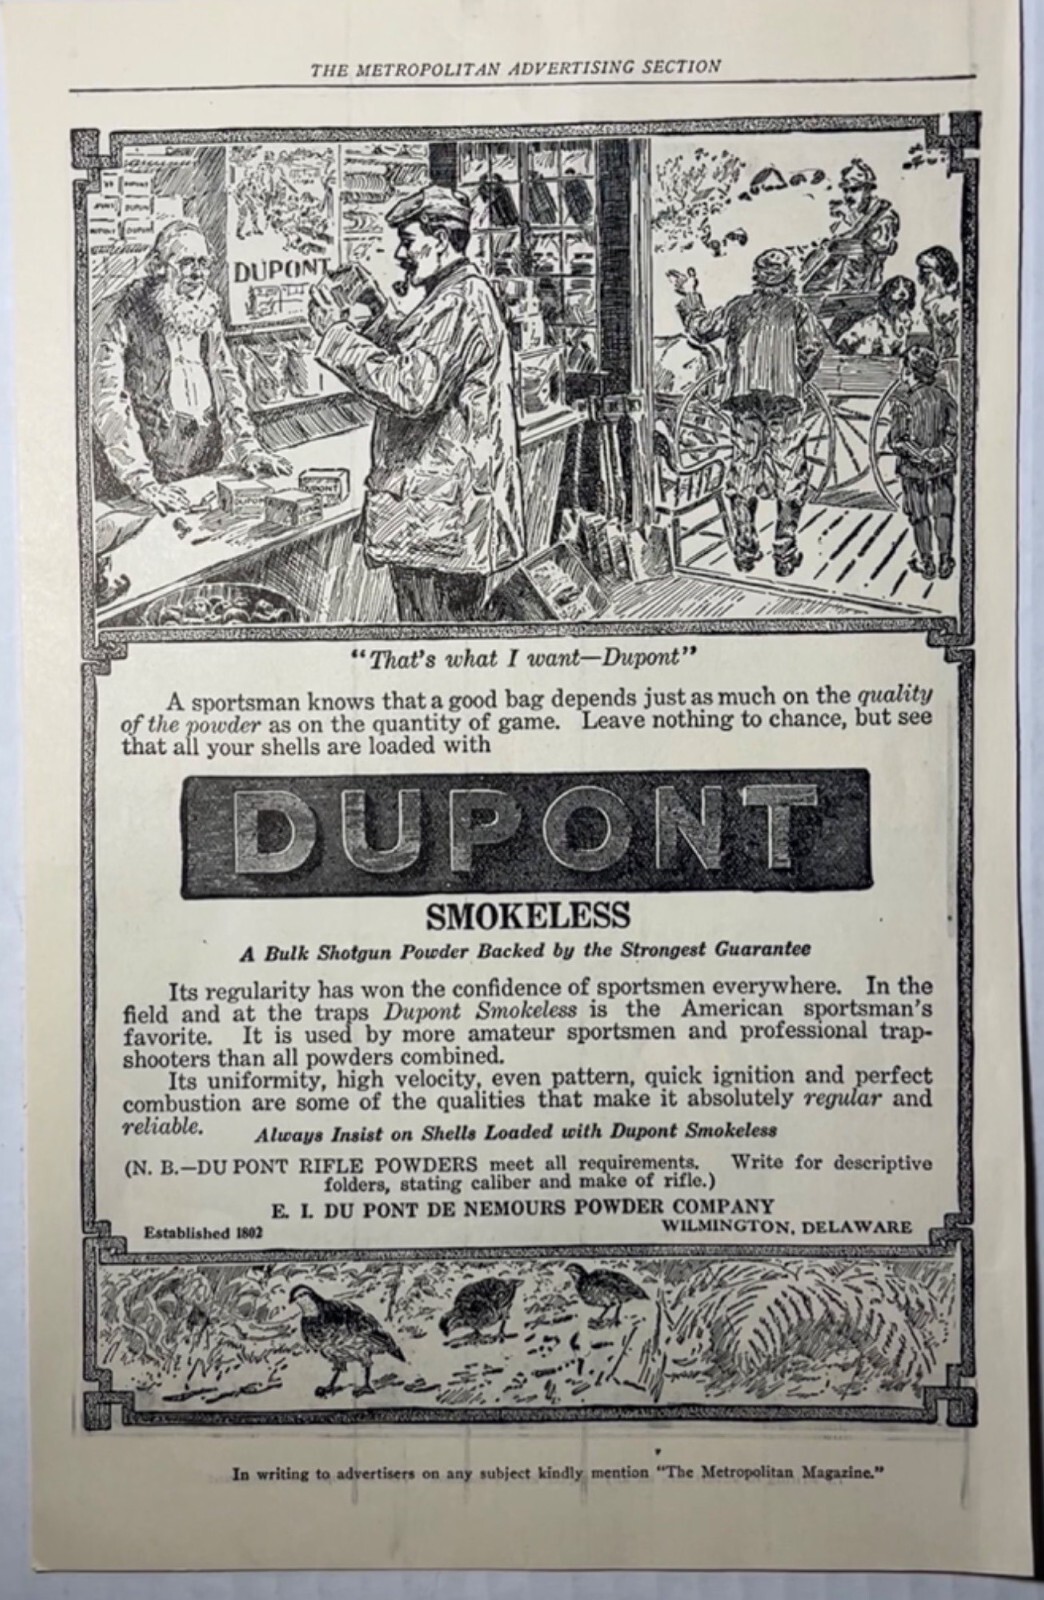 THE METROPOLITAN ADVERTISING SECTION
DUPONT
DUPONT
DUPONT
"That's what I want—Dupont"
A sportsman knows that a good bag depends just as much on the quality
of the powder as on the quantity of game. Leave nothing to chance, but see
that all your shells are loaded with
DUPONT
SMOKELESS
A Bulk Shotgun Powder Backed by the Strongest Guarantee
Its regularity has won the confidence of sportsmen everywhere. In the
field and at the traps Dupont Smokeless is the American sportsman's
favorite. It is used by more amateur sportsmen and professional trap-
shooters than all powders combined.
Its uniformity, high velocity, even pattern, quick ignition and perfect
combustion are some of the qualities that make it absolutely regular and
reliable. Always Insist on Shells Loaded with Dupont Smokeless
(N. B.—DU PONT RIFLE POWDERS meet all requirements. Write for descriptive
folders, stating caliber and make of rifle.)
E. I. DU PONT DE NEMOURS POWDER COMPANY
Established 1802 WILMINGTON, DELAWARE
In writing to advertisers on any subject kindly mention "The Metropolitan Magazine."